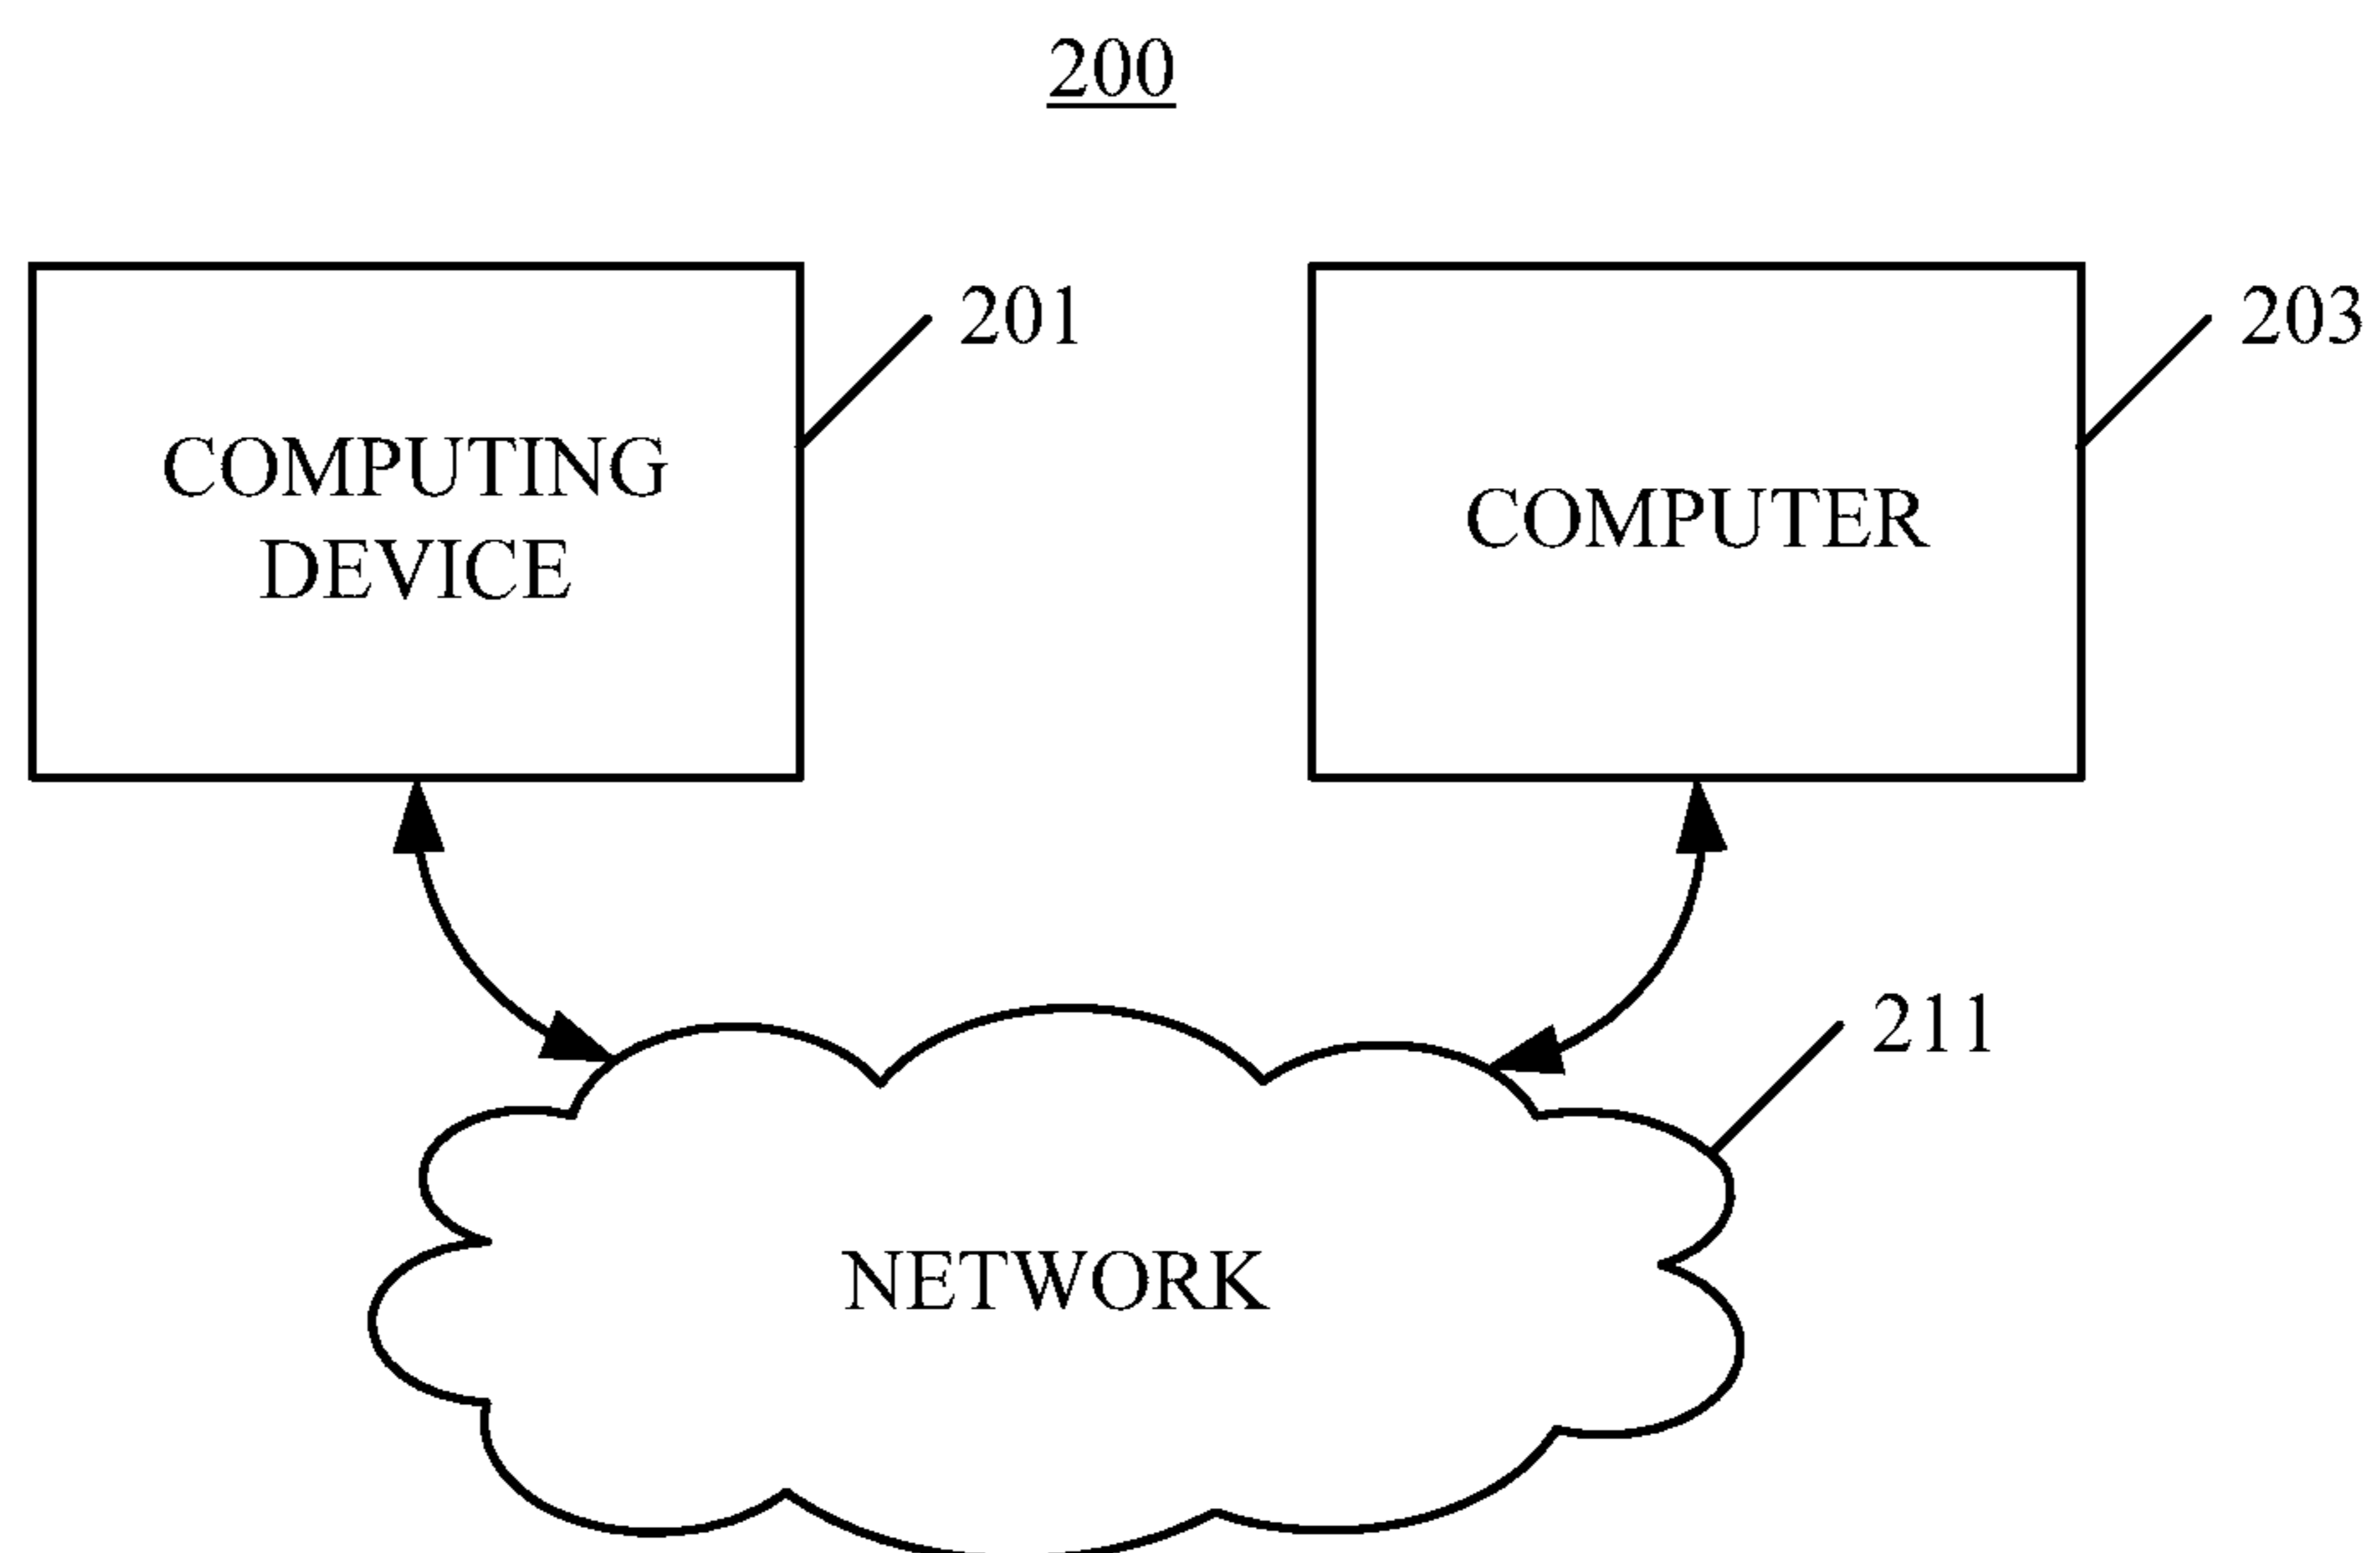 200
201
203
COMPUTING
DEVICE
COMPUTER
211
NETWORK